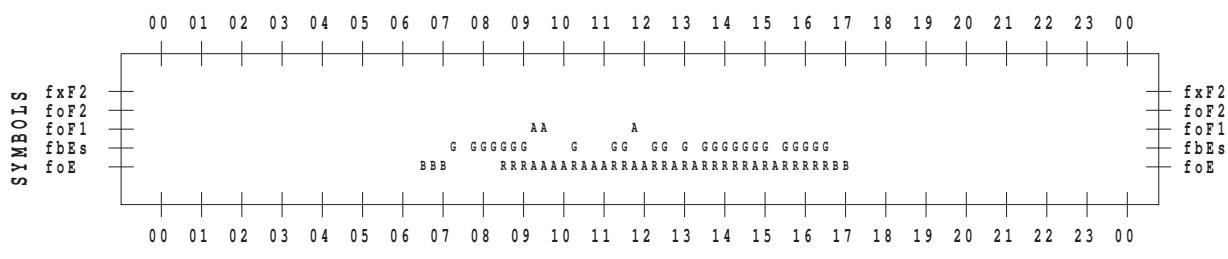 00 01 02 03 04 05 06 07 08 09 10 11 12 13 14 15 16 17 18 19 20 21 22 23 00
SYMBOLS
fxF2 fxF2
foF2 foF2
foF1 AA A foF1
fbEs G GGGGGG G GG GG G GGGGGGG GGGGG fbEs
foE BBB RRRAAAARAAARRAARRARARRRRRARARRRRRBB foE
00 01 02 03 04 05 06 07 08 09 10 11 12 13 14 15 16 17 18 19 20 21 22 23 00